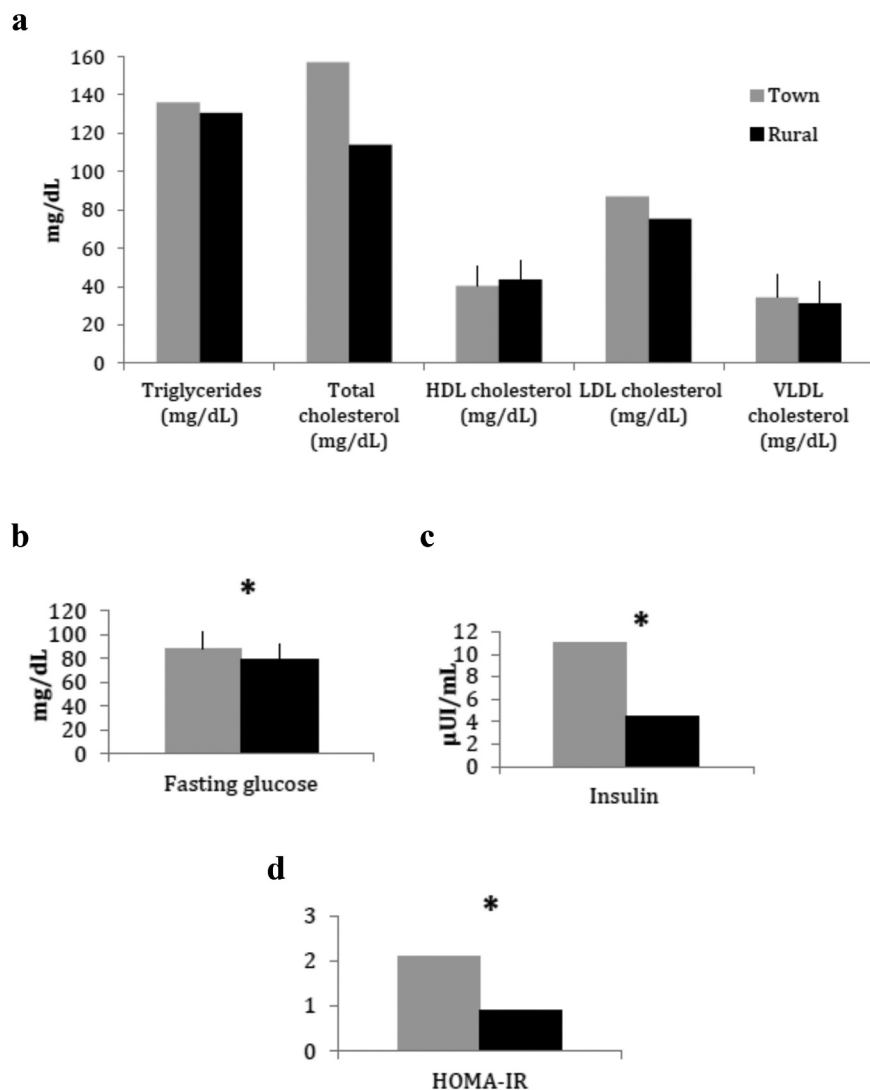 a
160
140
120
100
80
60
40
20
0
mg/dL
Town
Rural
Triglycerides
(mg/dL)
Total
cholesterol
(mg/dL)
HDL cholesterol
(mg/dL)
LDL cholesterol
(mg/dL)
VLDL
cholesterol
(mg/dL)
b
*
120
100
80
60
40
20
0
mg/dL
Fasting glucose
c
*
12
10
8
6
4
2
0
µUI/mL
Insulin
d
*
3
2
1
0
HOMA-IR